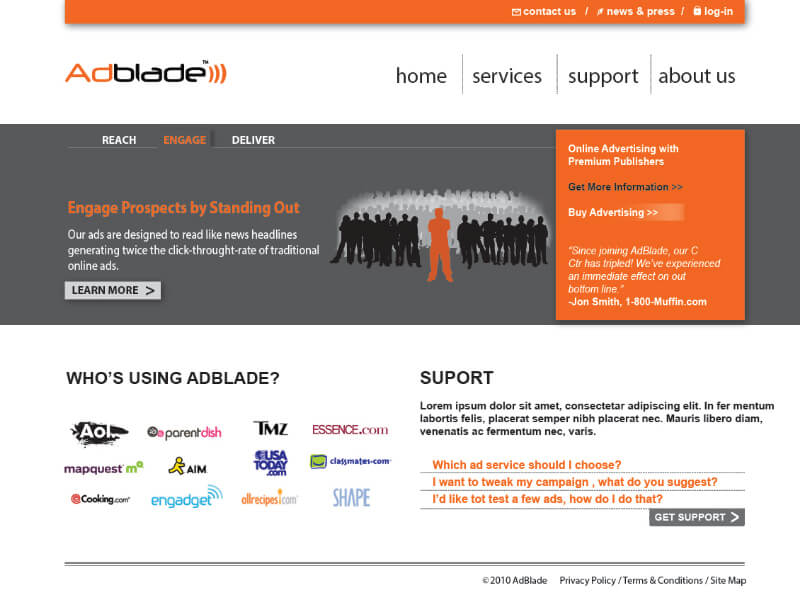 contact us / news & press / log-in
Adblade™
home services support about us
REACH ENGAGE DELIVER
Engage Prospects by Standing Out
Our ads are designed to read like news headlines
generating twice the click-throught-rate of traditional
online ads.
LEARN MORE >
Online Advertising with
Premium Publishers
Get More Information >>
Buy Advertising >>
"Since joining AdBlade, our C
Ctr has tripled! We've experienced
an immediate effect on out
bottom line."
-Jon Smith, 1-800-Muffin.com
WHO'S USING ADBLADE?
Aol.
parentdish
TMZ
ESSENCE.com
mapquest m
AIM
USA
TODAY
.com
classmates.com
Cooking.com
engadget
allrecipes.com
SHAPE
SUPORT
Lorem ipsum dolor sit amet, consectetur adipiscing elit. In fer mentum
labortis felis, placerat semper nibh placerat nec. Mauris libero diam,
venenatis ac fermentum nec, varis.
Which ad service should I choose?
I want to tweak my campaign , what do you suggest?
I'd like tot test a few ads, how do I do that?
GET SUPPORT >
©2010 AdBlade Privacy Policy / Terms & Conditions / Site Map